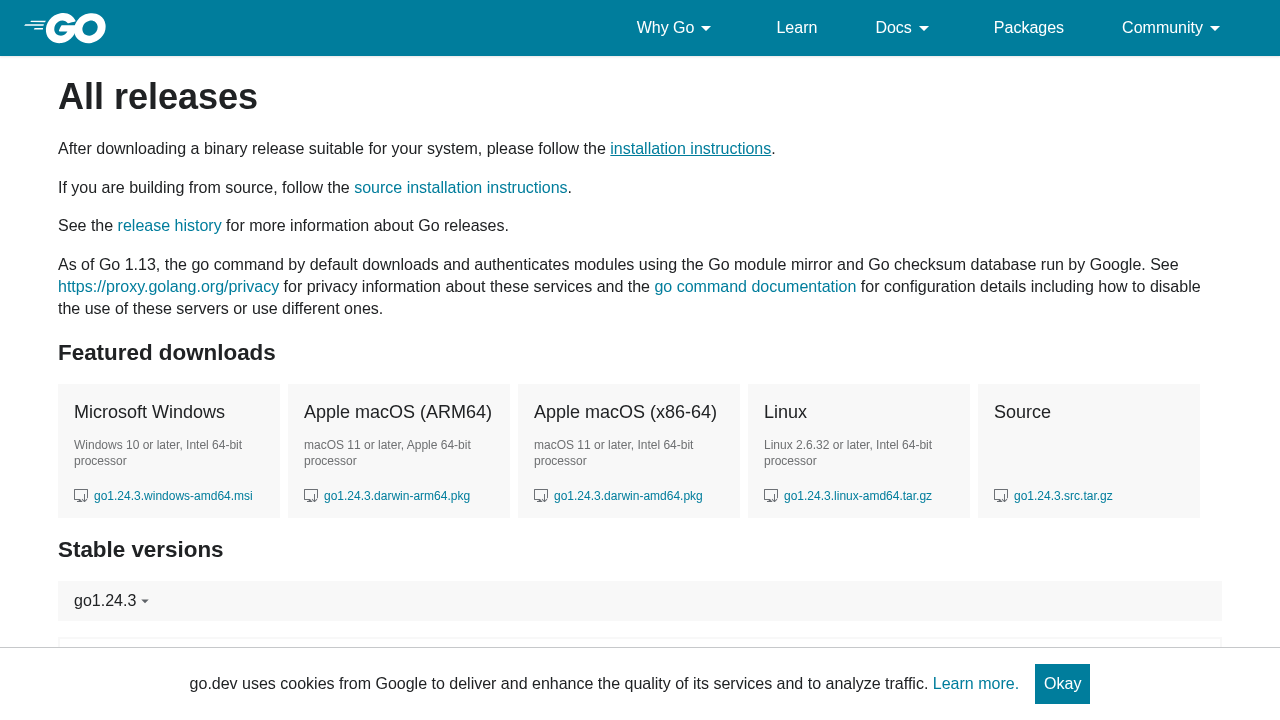 GO
Why Go
Learn
Docs
Packages
Community
All releases
After downloading a binary release suitable for your system, please follow the installation instructions.
If you are building from source, follow the source installation instructions.
See the release history for more information about Go releases.
As of Go 1.13, the go command by default downloads and authenticates modules using the Go module mirror and Go checksum database run by Google. See
https://proxy.golang.org/privacy for privacy information about these services and the go command documentation for configuration details including how to disable
the use of these servers or use different ones.
Featured downloads
Microsoft Windows
Windows 10 or later, Intel 64-bit
processor
go1.24.3.windows-amd64.msi
Apple macOS (ARM64)
macOS 11 or later, Apple 64-bit
processor
go1.24.3.darwin-arm64.pkg
Apple macOS (x86-64)
macOS 11 or later, Intel 64-bit
processor
go1.24.3.darwin-amd64.pkg
Linux
Linux 2.6.32 or later, Intel 64-bit
processor
go1.24.3.linux-amd64.tar.gz
Source
go1.24.3.src.tar.gz
Stable versions
go1.24.3
go.dev uses cookies from Google to deliver and enhance the quality of its services and to analyze traffic. Learn more.
Okay